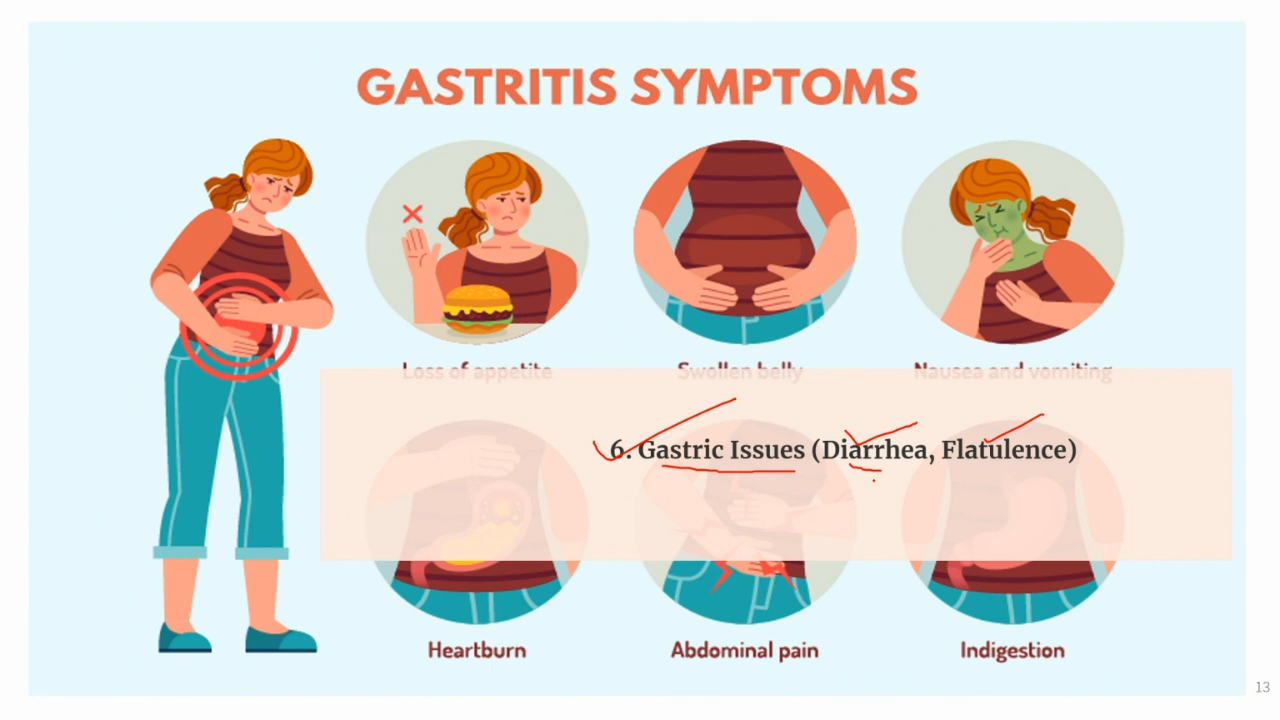 GASTRITIS SYMPTOMS
Loss of appetite
Swollen belly
Nausea and vomiting
6. Gastric Issues (Diarrhea, Flatulence)
Heartburn
Abdominal pain
Indigestion
13